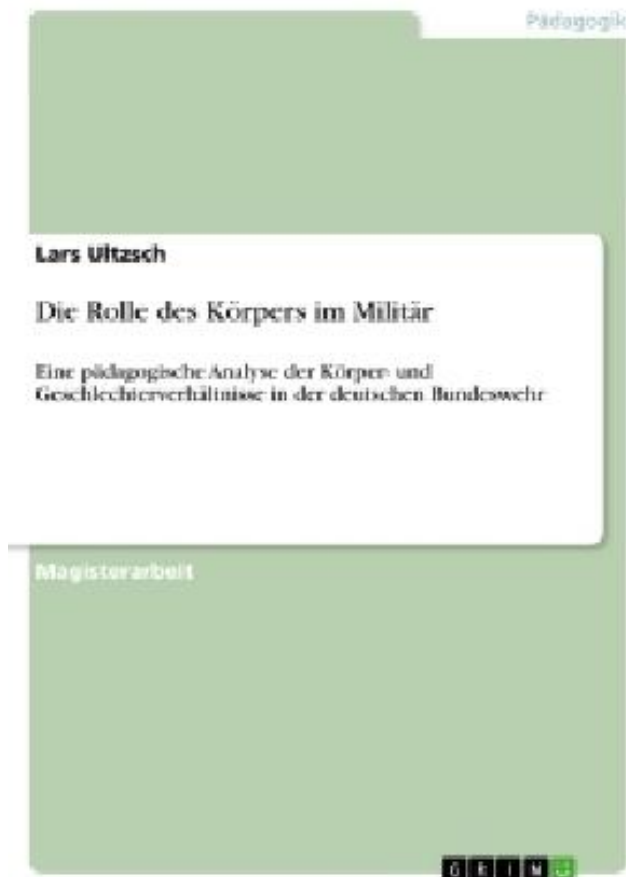 Pädagogik
Lars Ultzsch
Die Rolle des Körpers im Militär
Eine pädagogische Analyse der Körper- und
Geschlechterverhältnisse in der deutschen Bundeswehr
Magisterarbeit
GRIN